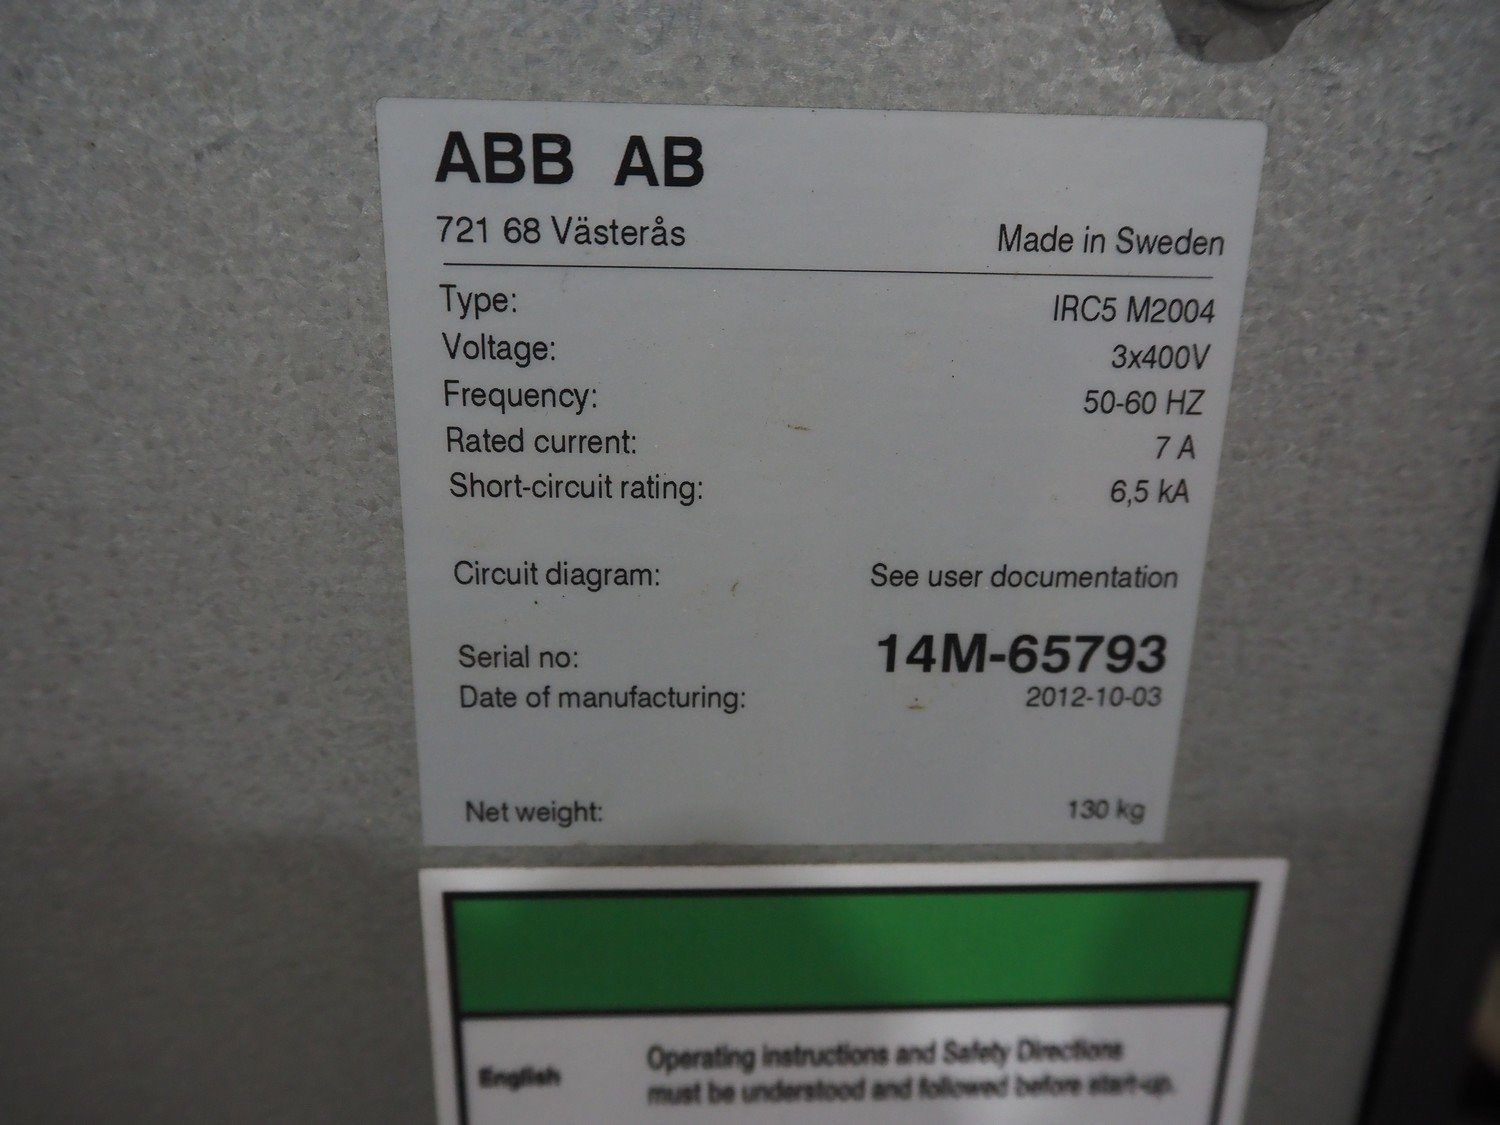 ABB AB
721 68 Västerås Made in Sweden
Type: IRC5 M2004
Voltage: 3x400V
Frequency: 50-60 HZ
Rated current: 7 A
Short-circuit rating: 6,5 kA
Circuit diagram: See user documentation
Serial no: 14M-65793
Date of manufacturing: 2012-10-03
Net weight: 130 kg
English Operating instructions and Safety Directions
must be understood and followed before start-up.